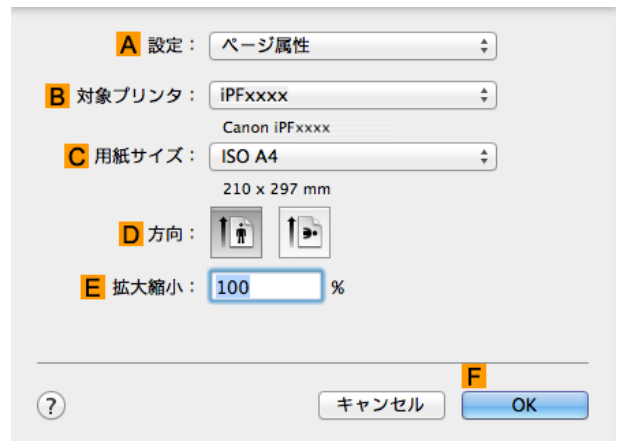 A 設定： ページ属性
B 対象プリンタ： iPFxxxx
Canon iPFxxxx
C 用紙サイズ： ISO A4
210 x 297 mm
D 方向：
E 拡大縮小： 100 %
F
? キャンセル OK